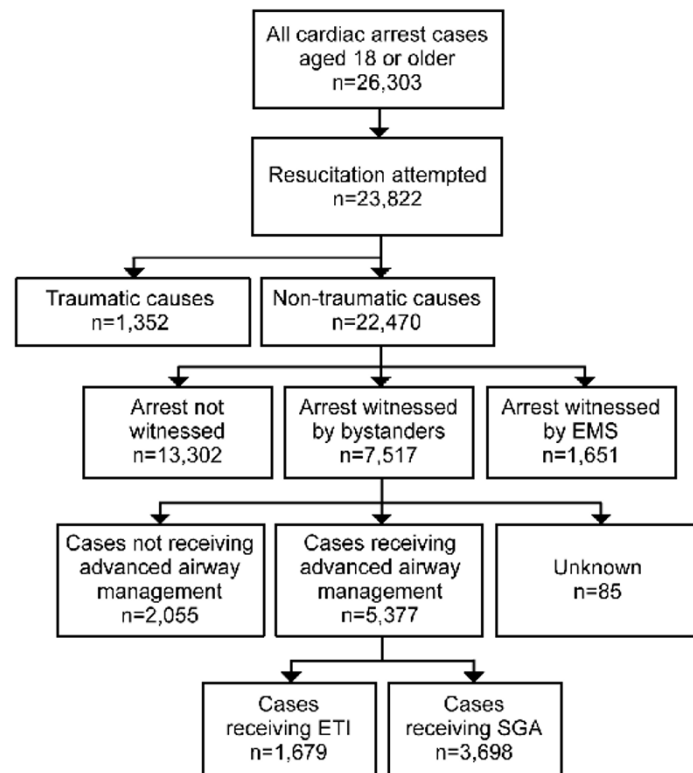 All cardiac arrest cases
aged 18 or older
n=26,303
Resucitation attempted
n=23,822
Traumatic causes
n=1,352
Non-traumatic causes
n=22,470
Arrest not
witnessed
n=13,302
Arrest witnessed
by bystanders
n=7,517
Arrest witnessed
by EMS
n=1,651
Cases not receiving
advanced airway
management
n=2,055
Cases receiving
advanced airway
management
n=5,377
Unknown
n=85
Cases
receiving ETI
n=1,679
Cases
receiving SGA
n=3,698